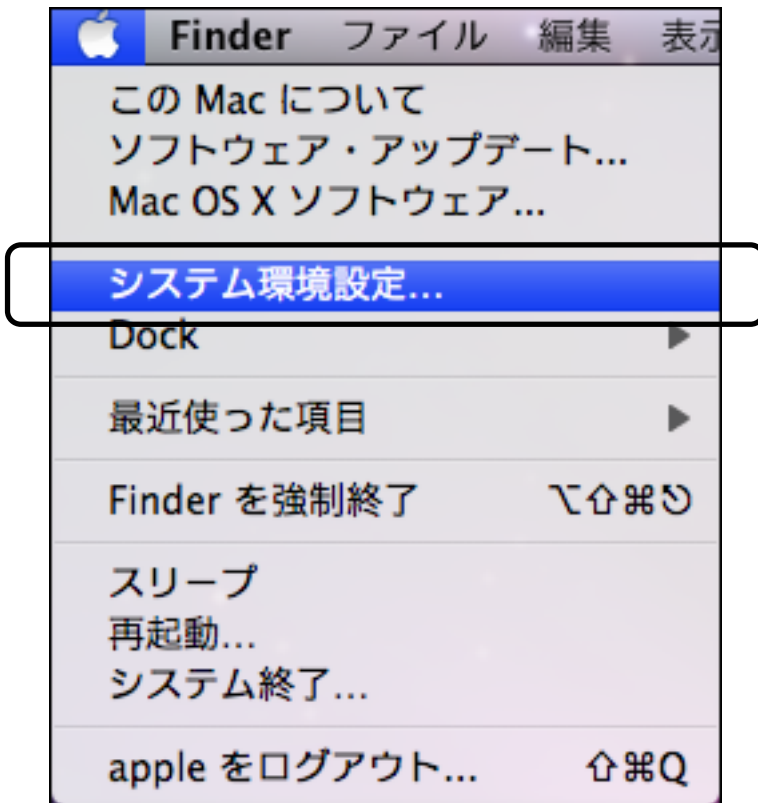 Finder ファイル 編集 表示
この Mac について
ソフトウェア・アップデート...
Mac OS X ソフトウェア...
システム環境設定...
Dock
最近使った項目
Finder を強制終了 ⌥⇧⌘⎋
スリープ
再起動...
システム終了...
apple をログアウト... ⇧⌘Q